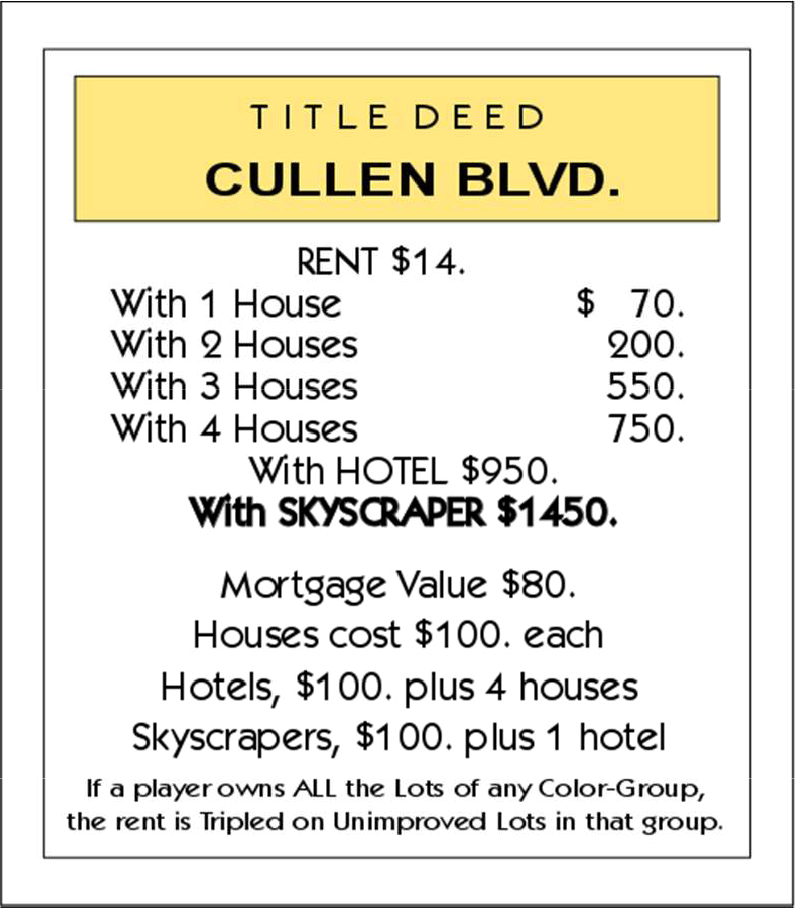 TITLE DEED
CULLEN BLVD.
RENT $14.
With 1 House $ 70.
With 2 Houses 200.
With 3 Houses 550.
With 4 Houses 750.
With HOTEL $950.
With SKYSCRAPER $1450.
Mortgage Value $80.
Houses cost $100. each
Hotels, $100. plus 4 houses
Skyscrapers, $100. plus 1 hotel
If a player owns ALL the Lots of any Color-Group,
the rent is Tripled on Unimproved Lots in that group.